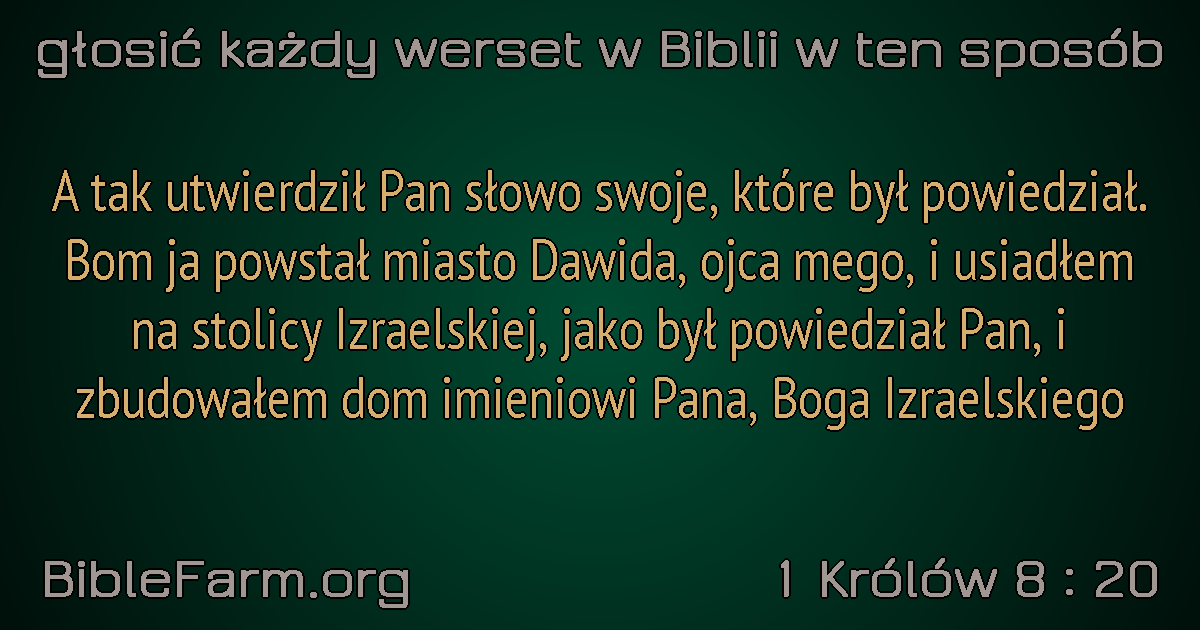 głosić każdy werset w Biblii w ten sposób
A tak utwierdził Pan słowo swoje, które był powiedział.
Bom ja powstał miasto Dawida, ojca mego, i usiadłem
na stolicy Izraelskiej, jako był powiedział Pan, i
zbudowałem dom imieniowi Pana, Boga Izraelskiego
BibleFarm.org
1 Królów 8 : 20